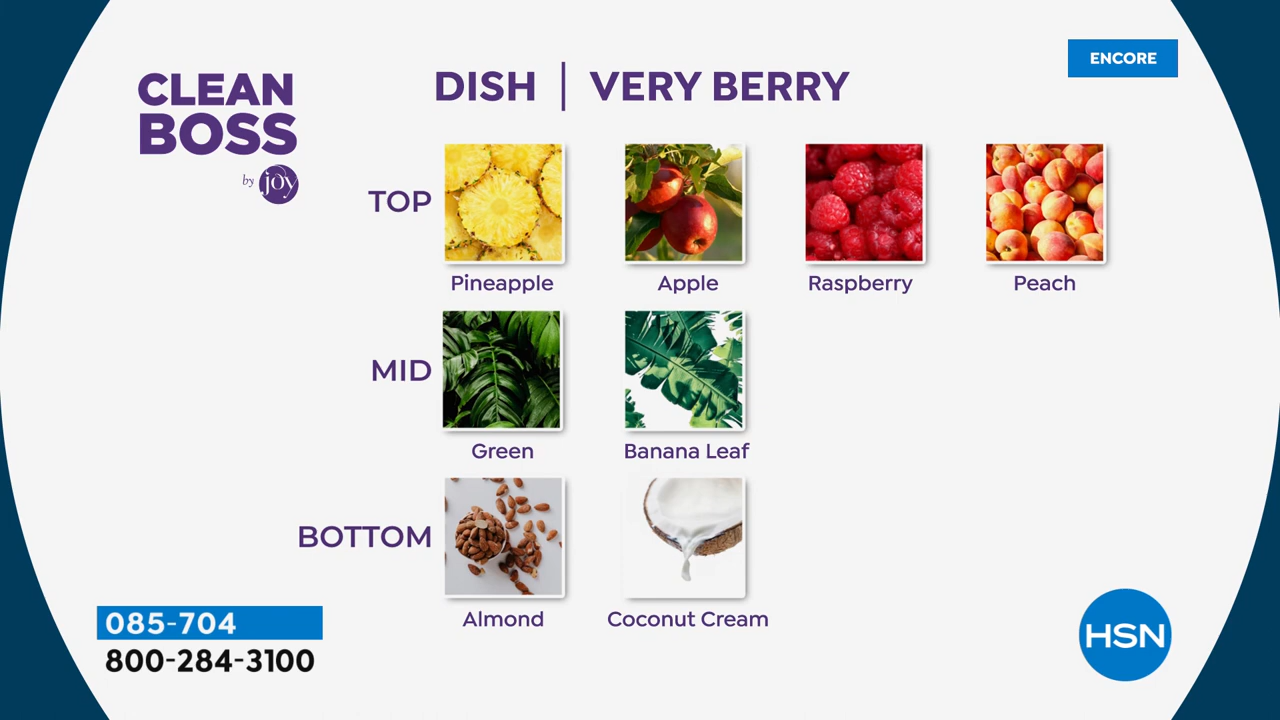 ENCORE
CLEAN
BOSS
by joy
DISH | VERY BERRY
TOP
Pineapple
Apple
Raspberry
Peach
MID
Green
Banana Leaf
BOTTOM
Almond
Coconut Cream
085-704
800-284-3100
HSN